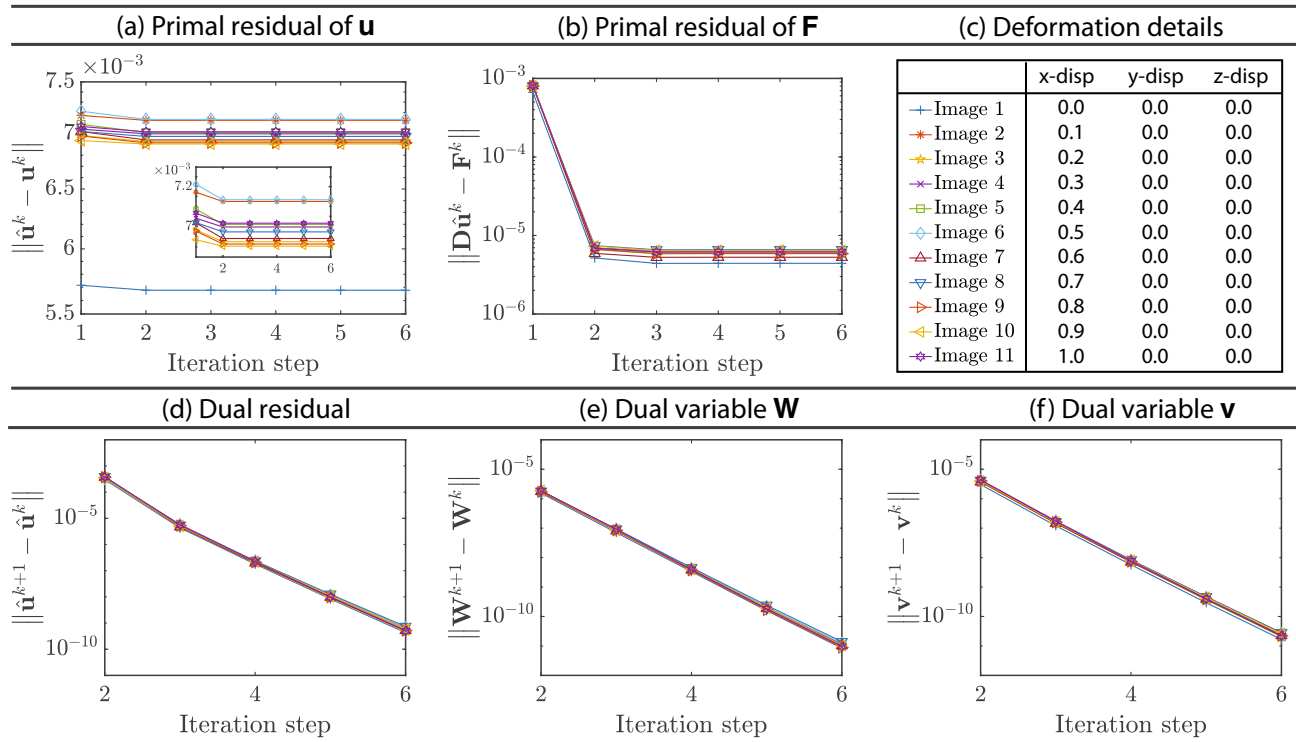 (a) Primal residual of u
(b) Primal residual of F
(c) Deformation details
×10⁻³
7.5
7
6.5
6
5.5
||û^k − u^k||
×10⁻³
7.2
7
2 4 6
1 2 3 4 5 6
Iteration step
10⁻³
10⁻⁴
10⁻⁵
10⁻⁶
||Dû^k − F^k||
1 2 3 4 5 6
Iteration step
x-disp y-disp z-disp
Image 1 0.0 0.0 0.0
Image 2 0.1 0.0 0.0
Image 3 0.2 0.0 0.0
Image 4 0.3 0.0 0.0
Image 5 0.4 0.0 0.0
Image 6 0.5 0.0 0.0
Image 7 0.6 0.0 0.0
Image 8 0.7 0.0 0.0
Image 9 0.8 0.0 0.0
Image 10 0.9 0.0 0.0
Image 11 1.0 0.0 0.0
(d) Dual residual
(e) Dual variable W
(f) Dual variable v
10⁻⁵
10⁻¹⁰
||û^{k+1} − û^k||
2 4 6
Iteration step
10⁻⁵
10⁻¹⁰
||W^{k+1} − W^k||
2 4 6
Iteration step
10⁻⁵
10⁻¹⁰
||v^{k+1} − v^k||
2 4 6
Iteration step